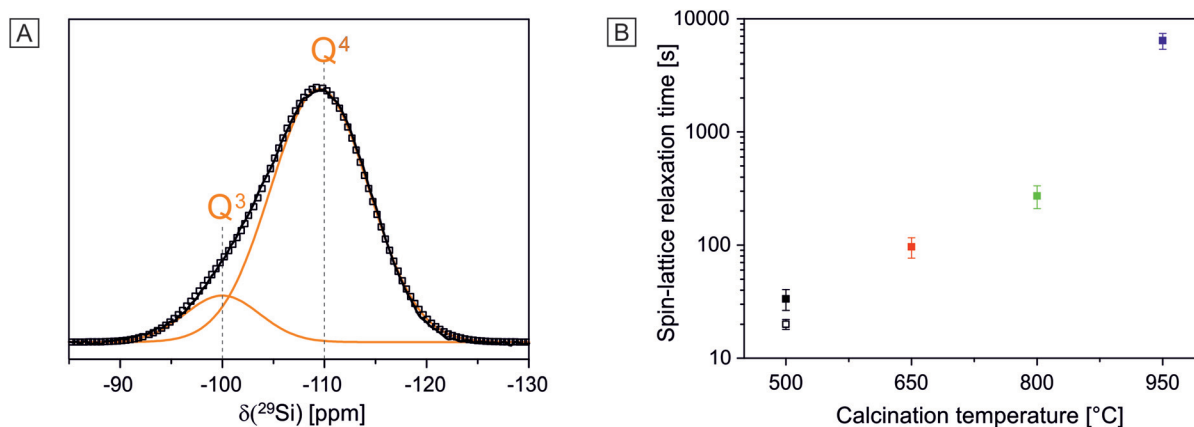 A
Q⁴
Q³
-90
-100
-110
-120
-130
δ(²⁹Si) [ppm]
B
Spin-lattice relaxation time [s]
10000
1000
100
10
500
650
800
950
Calcination temperature [°C]